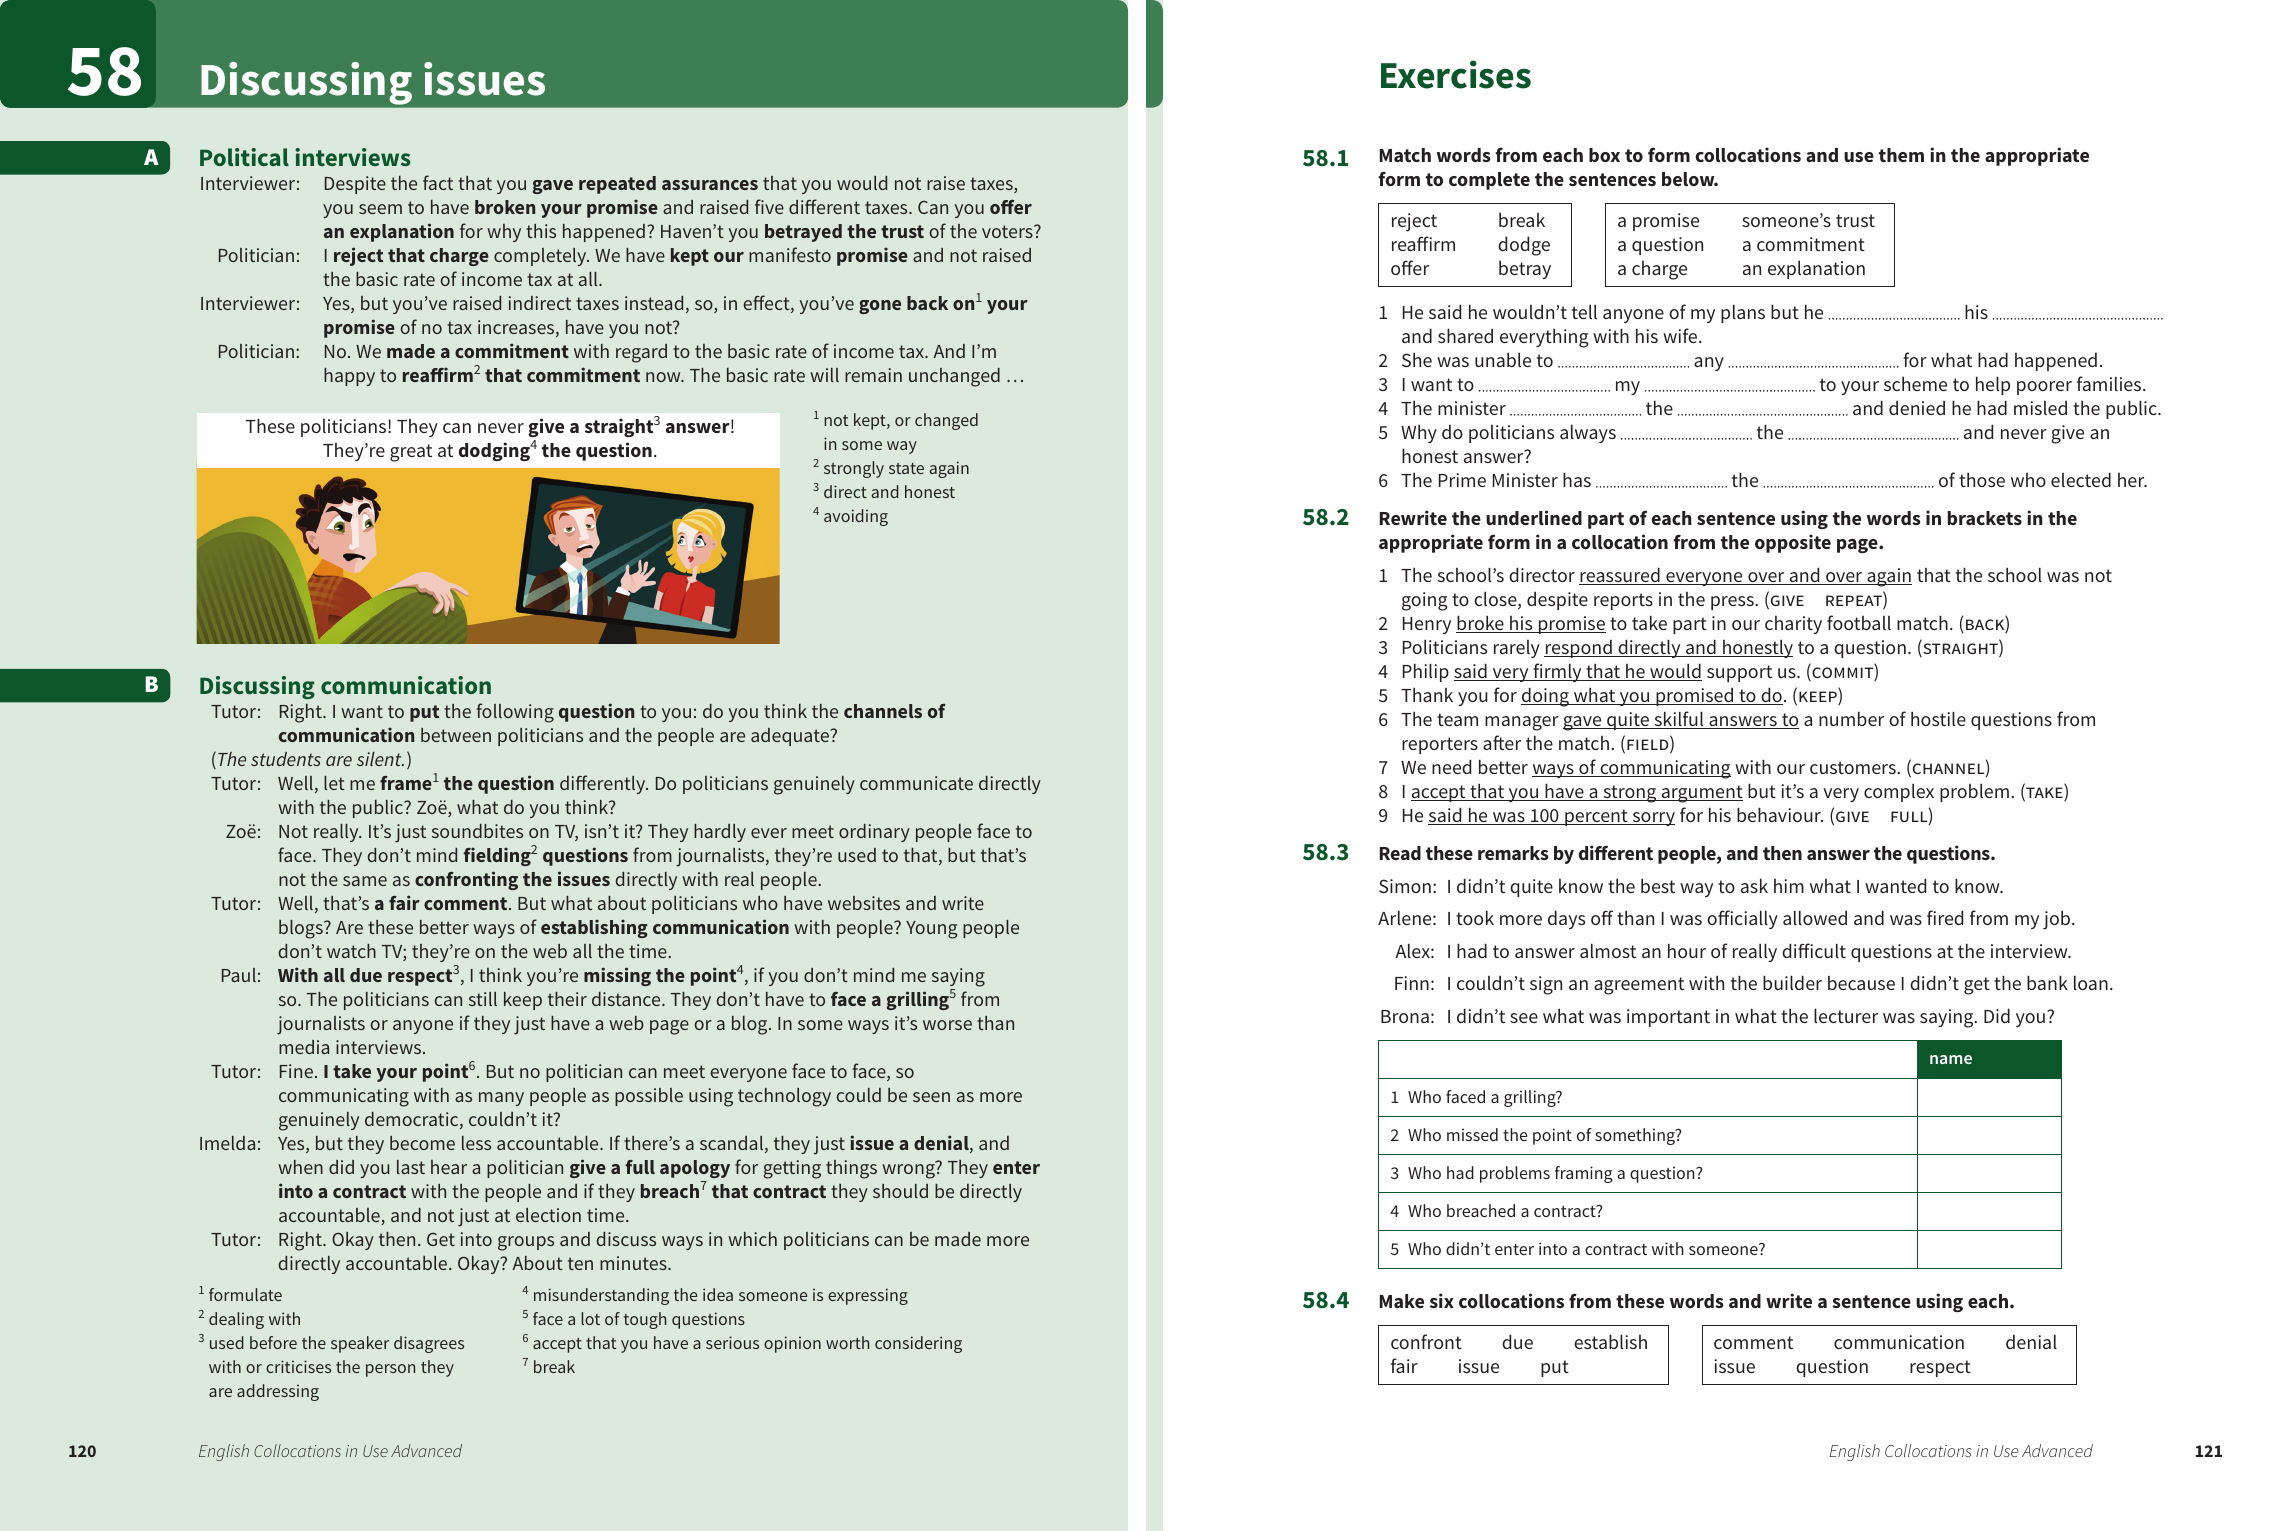 58
Discussing issues
A
Political interviews
Interviewer: Despite the fact that you gave repeated assurances that you would not raise taxes,
you seem to have broken your promise and raised five different taxes. Can you offer
an explanation for why this happened? Haven’t you betrayed the trust of the voters?
Politician: I reject that charge completely. We have kept our manifesto promise and not raised
the basic rate of income tax at all.
Interviewer: Yes, but you’ve raised indirect taxes instead, so, in effect, you’ve gone back on1 your
promise of no tax increases, have you not?
Politician: No. We made a commitment with regard to the basic rate of income tax. And I’m
happy to reaffirm2 that commitment now. The basic rate will remain unchanged …
These politicians! They can never give a straight3 answer!
They’re great at dodging4 the question.
1 not kept, or changed
in some way
2 strongly state again
3 direct and honest
4 avoiding
B
Discussing communication
Tutor: Right. I want to put the following question to you: do you think the channels of
communication between politicians and the people are adequate?
(The students are silent.)
Tutor: Well, let me frame1 the question differently. Do politicians genuinely communicate directly
with the public? Zoë, what do you think?
Zoë: Not really. It’s just soundbites on TV, isn’t it? They hardly ever meet ordinary people face to
face. They don’t mind fielding2 questions from journalists, they’re used to that, but that’s
not the same as confronting the issues directly with real people.
Tutor: Well, that’s a fair comment. But what about politicians who have websites and write
blogs? Are these better ways of establishing communication with people? Young people
don’t watch TV; they’re on the web all the time.
Paul: With all due respect3, I think you’re missing the point4, if you don’t mind me saying
so. The politicians can still keep their distance. They don’t have to face a grilling5 from
journalists or anyone if they just have a web page or a blog. In some ways it’s worse than
media interviews.
Tutor: Fine. I take your point6. But no politician can meet everyone face to face, so
communicating with as many people as possible using technology could be seen as more
genuinely democratic, couldn’t it?
Imelda: Yes, but they become less accountable. If there’s a scandal, they just issue a denial, and
when did you last hear a politician give a full apology for getting things wrong? They enter
into a contract with the people and if they breach7 that contract they should be directly
accountable, and not just at election time.
Tutor: Right. Okay then. Get into groups and discuss ways in which politicians can be made more
directly accountable. Okay? About ten minutes.
1 formulate
2 dealing with
3 used before the speaker disagrees
with or criticises the person they
are addressing
4 misunderstanding the idea someone is expressing
5 face a lot of tough questions
6 accept that you have a serious opinion worth considering
7 break
120 English Collocations in Use Advanced
Exercises
58.1 Match words from each box to form collocations and use them in the appropriate
form to complete the sentences below.
reject break
reaffirm dodge
offer betray
a promise someone’s trust
a question a commitment
a charge an explanation
1 He said he wouldn’t tell anyone of my plans but he .................... his ....................
and shared everything with his wife.
2 She was unable to .................... any .................... for what had happened.
3 I want to .................... my .................... to your scheme to help poorer families.
4 The minister .................... the .................... and denied he had misled the public.
5 Why do politicians always .................... the .................... and never give an
honest answer?
6 The Prime Minister has .................... the .................... of those who elected her.
58.2 Rewrite the underlined part of each sentence using the words in brackets in the
appropriate form in a collocation from the opposite page.
1 The school’s director reassured everyone over and over again that the school was not
going to close, despite reports in the press. (GIVE REPEAT)
2 Henry broke his promise to take part in our charity football match. (BACK)
3 Politicians rarely respond directly and honestly to a question. (STRAIGHT)
4 Philip said very firmly that he would support us. (COMMIT)
5 Thank you for doing what you promised to do. (KEEP)
6 The team manager gave quite skilful answers to a number of hostile questions from
reporters after the match. (FIELD)
7 We need better ways of communicating with our customers. (CHANNEL)
8 I accept that you have a strong argument but it’s a very complex problem. (TAKE)
9 He said he was 100 percent sorry for his behaviour. (GIVE FULL)
58.3 Read these remarks by different people, and then answer the questions.
Simon: I didn’t quite know the best way to ask him what I wanted to know.
Arlene: I took more days off than I was officially allowed and was fired from my job.
Alex: I had to answer almost an hour of really difficult questions at the interview.
Finn: I couldn’t sign an agreement with the builder because I didn’t get the bank loan.
Brona: I didn’t see what was important in what the lecturer was saying. Did you?
name
1 Who faced a grilling?
2 Who missed the point of something?
3 Who had problems framing a question?
4 Who breached a contract?
5 Who didn’t enter into a contract with someone?
58.4 Make six collocations from these words and write a sentence using each.
confront due establish
fair issue put
comment communication denial
issue question respect
English Collocations in Use Advanced 121